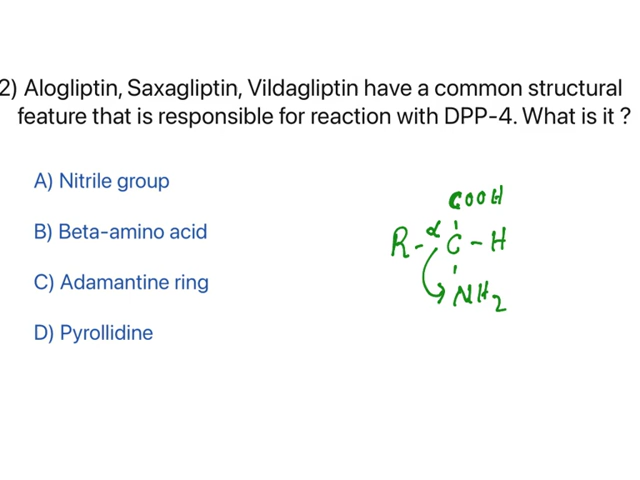 2) Alogliptin, Saxagliptin, Vildagliptin have a common structural
feature that is responsible for reaction with DPP-4. What is it ?
A) Nitrile group
B) Beta-amino acid
C) Adamantine ring
D) Pyrollidine
COOH
R - α C - H
NH2